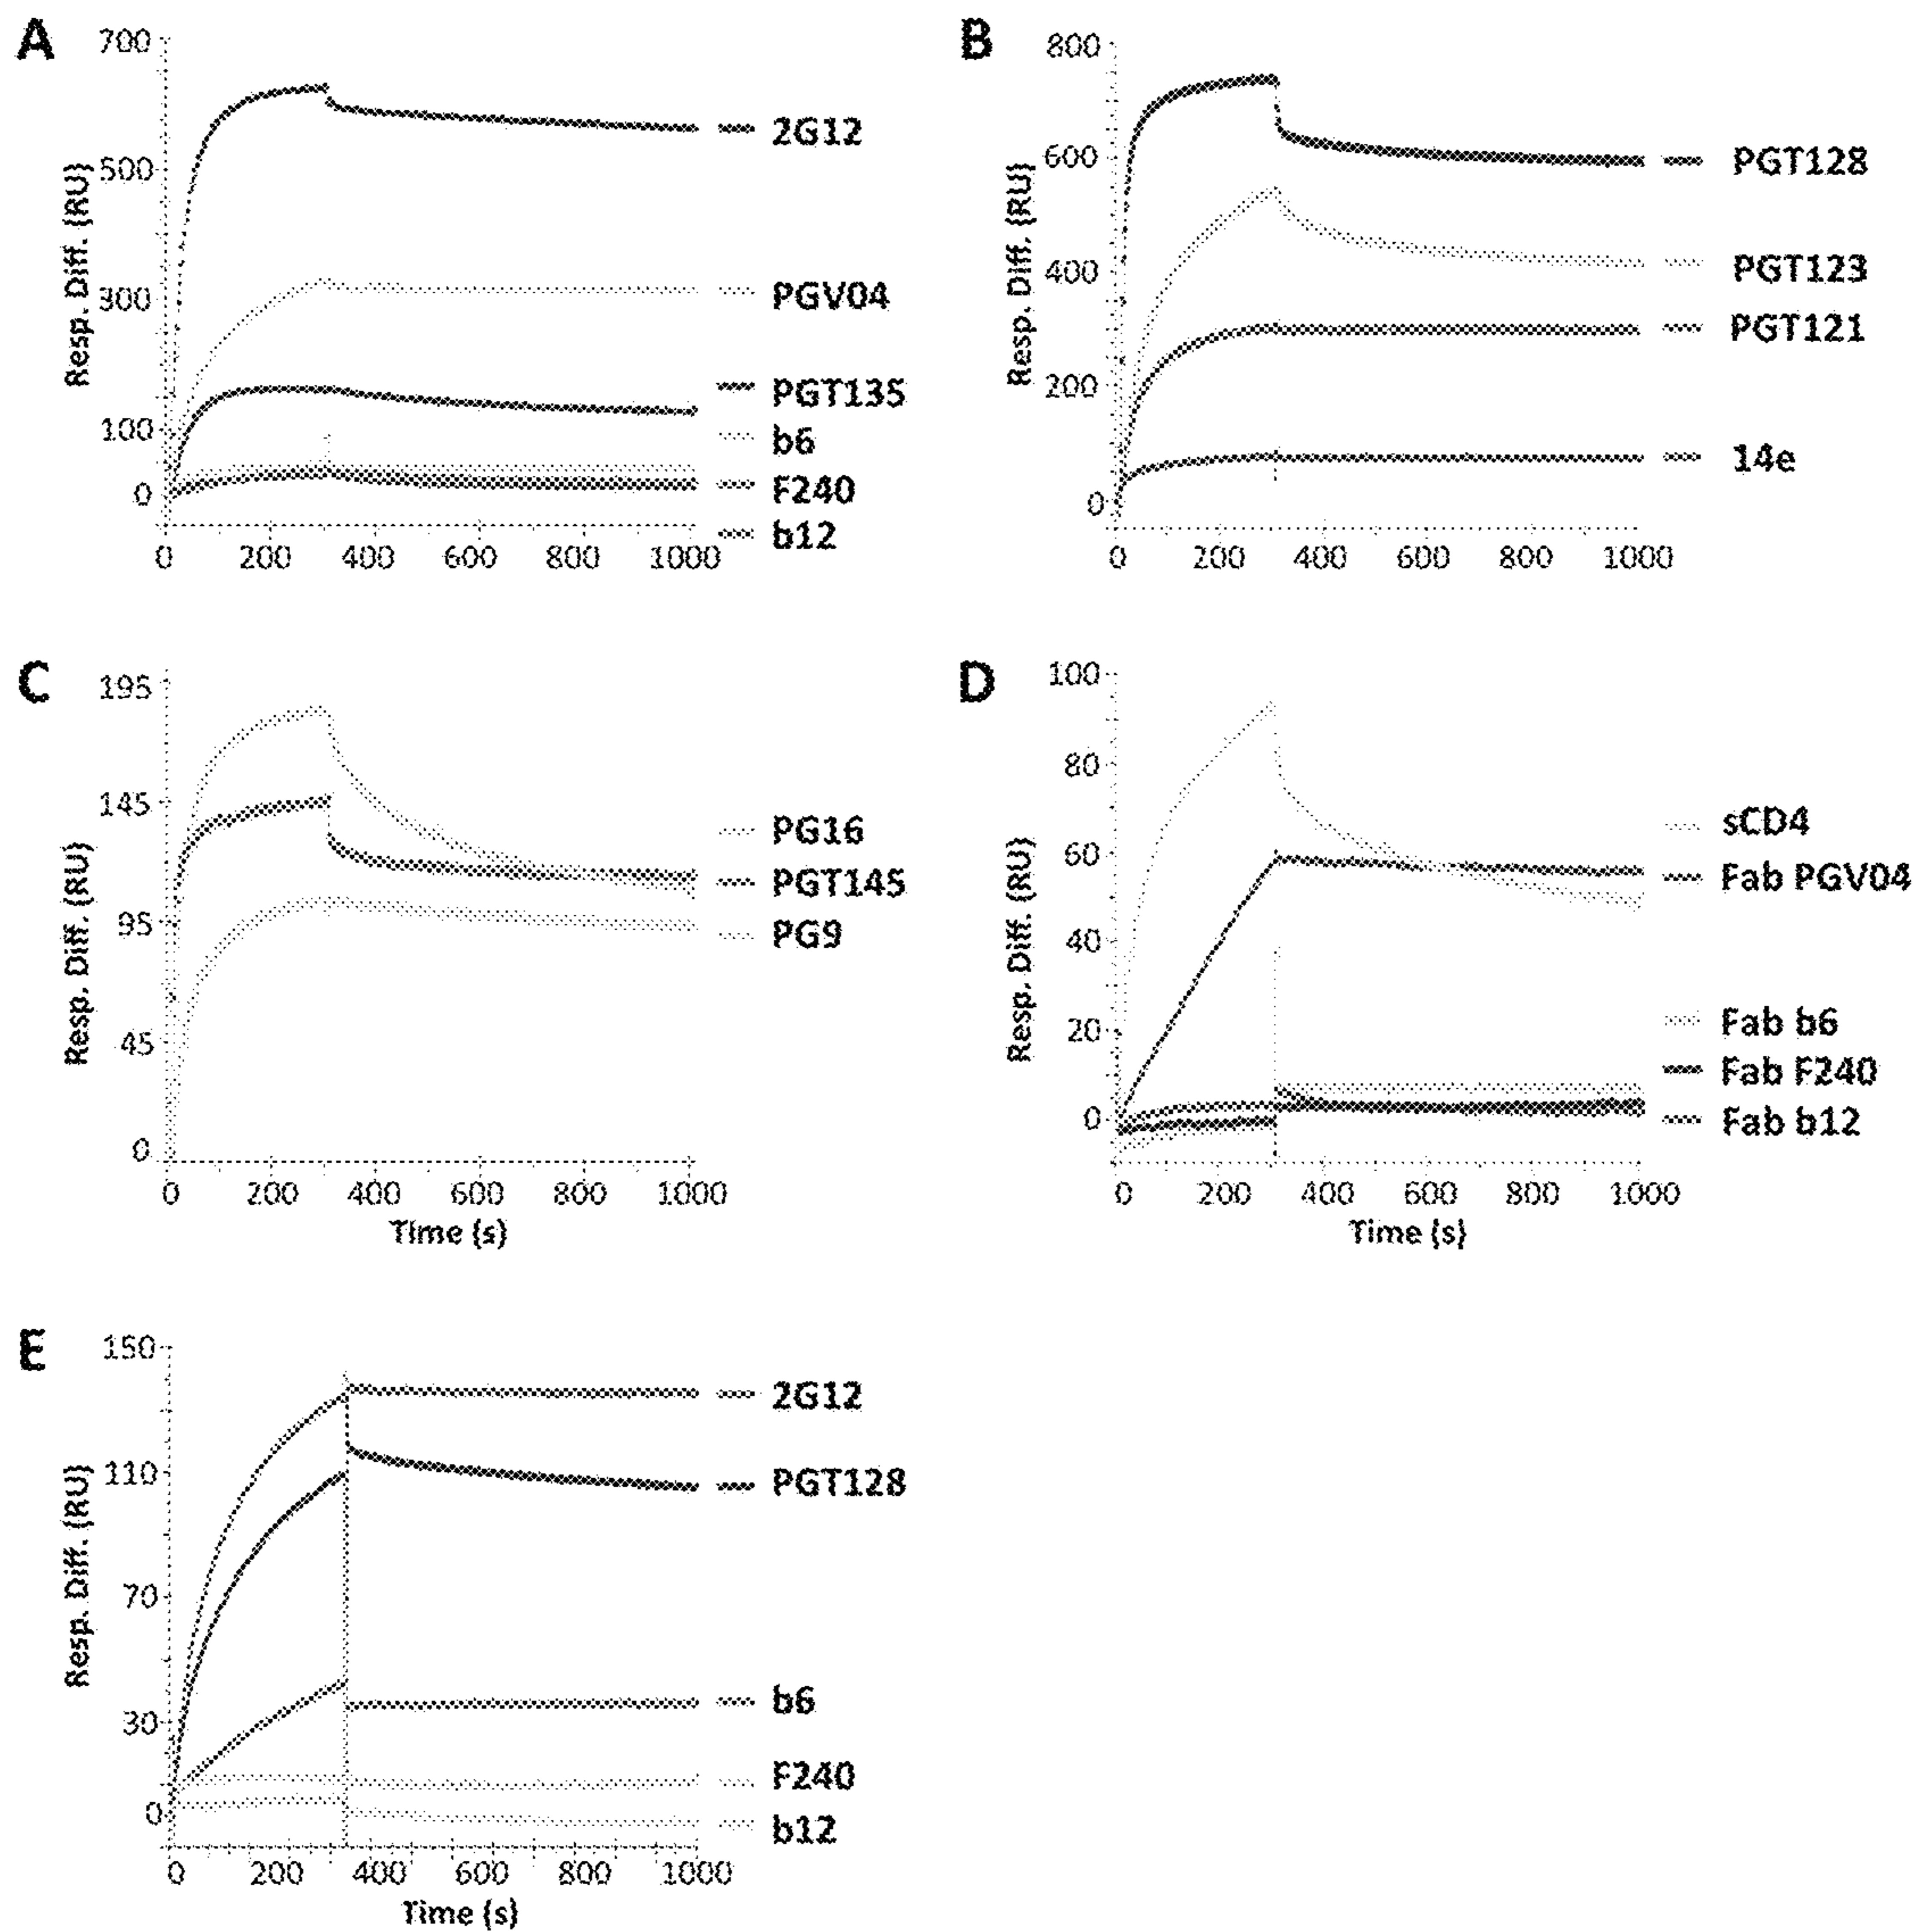 A
700
500
300
100
0
Resp. Diff. (RU)
0 200 400 600 800 1000
2G12
PGV04
PGT135
b6
F240
b12
B
800
600
400
200
0
Resp. Diff. (RU)
0 200 400 600 800 1000
PGT128
PGT123
PGT121
14e
C
195
145
95
45
0
Resp. Diff. (RU)
0 200 400 600 800 1000
Time (s)
PG16
PGT145
PG9
D
100
80
60
40
20
0
Resp. Diff. (RU)
0 200 400 600 800 1000
Time (s)
sCD4
Fab PGV04
Fab b6
Fab F240
Fab b12
E
150
110
70
30
0
Resp. Diff. (RU)
0 200 400 600 800 1000
Time (s)
2G12
PGT128
b6
F240
b12